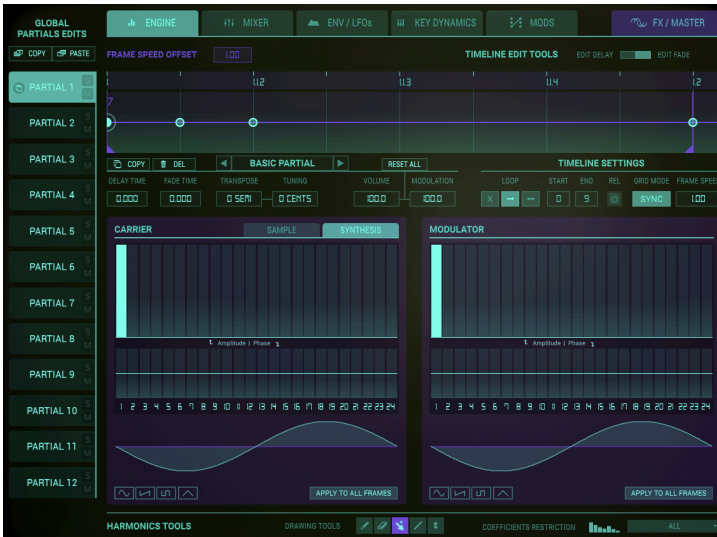 GLOBAL
PARTIALS EDITS
COPY PASTE
ENGINE MIXER ENV / LFOs KEY DYNAMICS MODS FX / MASTER
FRAME SPEED OFFSET 1.00 TIMELINE EDIT TOOLS EDIT DELAY EDIT FADE
1 1.1.2 1.1.3 1.1.4 1.2
7
PARTIAL 1 S M
PARTIAL 2 S M
PARTIAL 3 S M
PARTIAL 4 S M
PARTIAL 5 S M
PARTIAL 6 S M
PARTIAL 7 S M
PARTIAL 8 S M
PARTIAL 9 S M
PARTIAL 10 S M
PARTIAL 11 S M
PARTIAL 12 S M
COPY DEL BASIC PARTIAL RESET ALL TIMELINE SETTINGS
DELAY TIME FADE TIME TRANSPOSE TUNING VOLUME MODULATION LOOP START END REL GRID MODE FRAME SPEE
0.000 0.000 0 SEMI 0 CENTS 100.0 100.0 X 0 9 SYNC 1.00
CARRIER SAMPLE SYNTHESIS
Amplitude | Phase
1 2 3 4 5 6 7 8 9 10 11 12 13 14 15 16 17 18 19 20 21 22 23 24
APPLY TO ALL FRAMES
MODULATOR
Amplitude | Phase
1 2 3 4 5 6 7 8 9 10 11 12 13 14 15 16 17 18 19 20 21 22 23 24
APPLY TO ALL FRAMES
HARMONICS TOOLS DRAWING TOOLS COEFFICIENTS RESTRICTION ALL